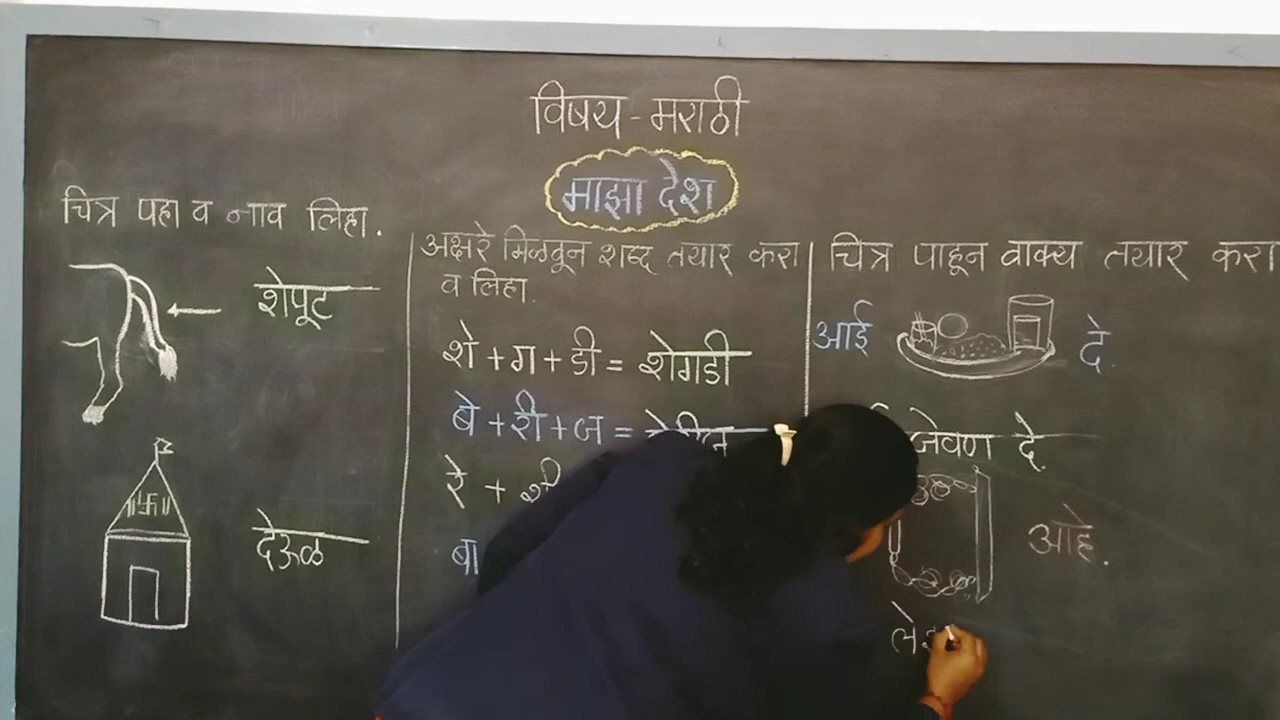 विषय - मराठी
माझा देश
चित्र पहा व नाव लिहा.
शेपूट
देऊळ
अक्षरे मिळवून शब्द तयार करा
व लिहा.
शे + ग + डी = शेगडी
बे + री + ज =
रे + शी
बा
चित्र पाहून वाक्य तयार करा
आई दे.
जेवण दे.
आहे.